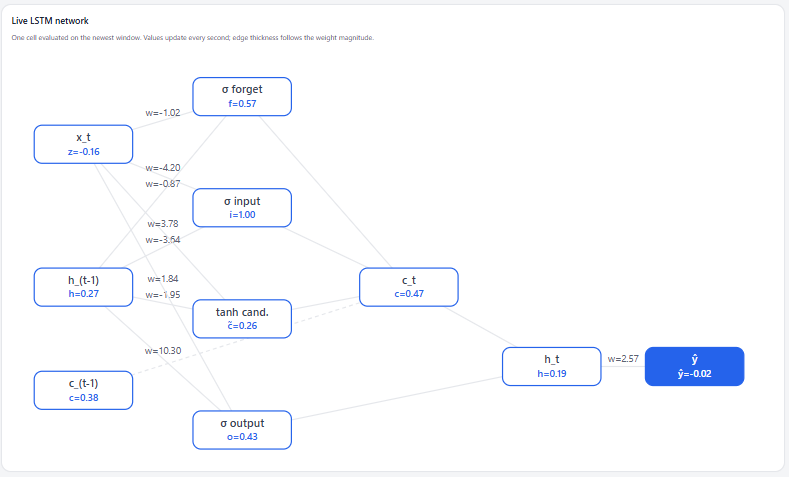 Live LSTM network
One cell evaluated on the newest window. Values update every second; edge thickness follows the weight magnitude.
σ forget
f=0.57
w=-1.02
x_t
z=-0.16
w=-4.20
w=-0.87
σ input
i=1.00
w=3.78
w=-3.64
h_(t-1)
h=0.27
w=1.84
w=-1.95
c_t
c=0.47
tanh cand.
c̃=0.26
w=10.30
h_t
h=0.19
w=2.57
ŷ
ŷ=-0.02
c_(t-1)
c=0.38
σ output
o=0.43